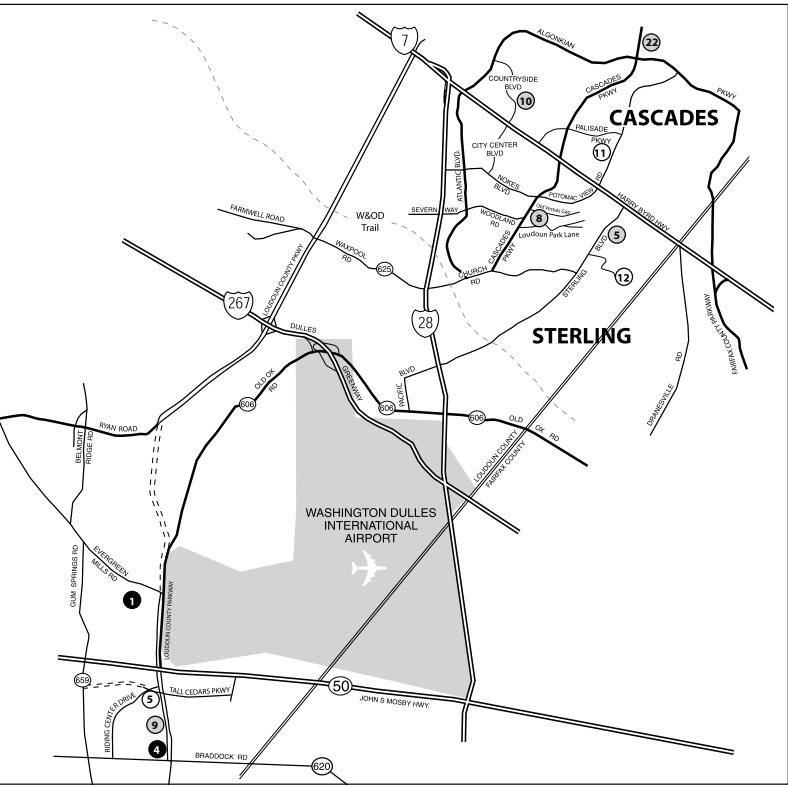 7
ALGONKIAN
22
COUNTRYSIDE
BLVD
10
CASCADES
PKWY
PKWY
CASCADES
PALISADE
PKWY
11
CITY CENTER
BLVD
ATLANTIC BLVD.
NOKES
BLVD
POTOMAC VIEW RD
HARRY BYRD HWY
FARMWELL ROAD
W&OD
Trail
SEVERN WAY
WOODLAND
RD
Old Vestals Gap
8
Loudoun Park Lane
5
BLVD
STERLING
12
WAXPOOL
RD
625
CHURCH
RD
CASCADES
PKWY
LOUDOUN COUNTY PKWY
267
DULLES
GREENWAY
28
STERLING
FAIRFAX COUNTY PARKWAY
DRANESVILLE RD
OLD OX
RD
606
PACIFIC BLVD
606
606
OLD OX RD
RYAN ROAD
BELMONT
RIDGE RD
LOUDOUN COUNTY
FAIRFAX COUNTY
WASHINGTON DULLES
INTERNATIONAL
AIRPORT
GUM SPRINGS RD
EVERGREEN
MILLS RD
1
LOUDOUN COUNTY PARKWAY
659
TALL CEDARS PKWY
50
JOHN S MOSBY HWY.
5
RIDING CENTER DRIVE
9
4
BRADDOCK RD
620